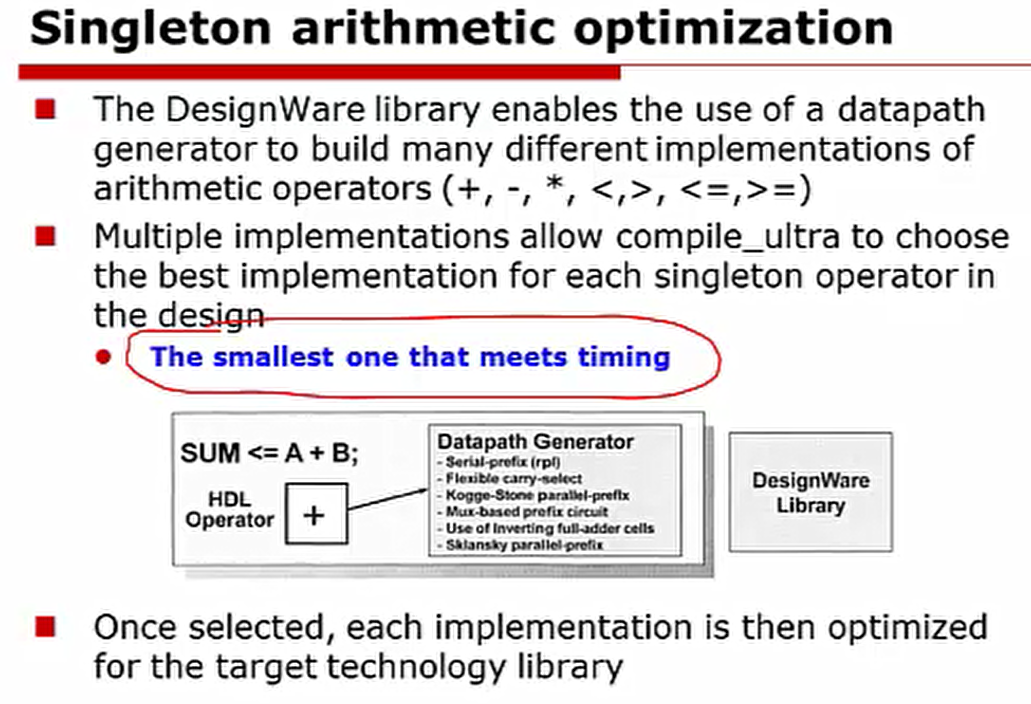 Singleton arithmetic optimization
The DesignWare library enables the use of a datapath
generator to build many different implementations of
arithmetic operators (+, -, *, <,>, <=,>=)
Multiple implementations allow compile_ultra to choose
the best implementation for each singleton operator in
the design
The smallest one that meets timing
SUM <= A + B;
HDL
Operator
+
Datapath Generator
- Serial-prefix (rpl)
- Flexible carry-select
- Kogge-Stone parallel-prefix
- Mux-based prefix circuit
- Use of Inverting full-adder cells
- Sklansky parallel-prefix
DesignWare
Library
Once selected, each implementation is then optimized
for the target technology library